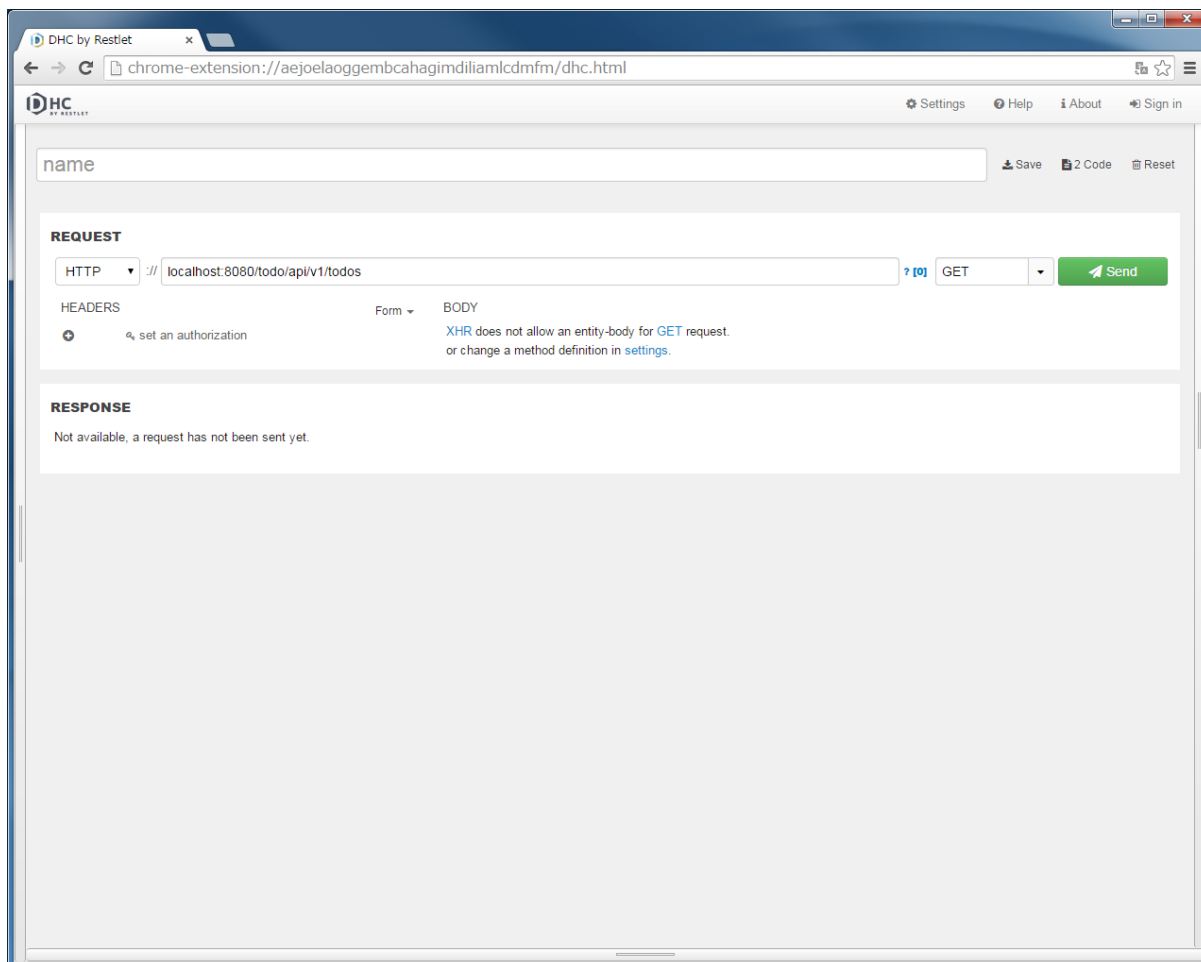 DHC by Restlet
chrome-extension://aejoelaoggembcahagimdiliamlcdmfm/dhc.html
DHC
BY RESTLET
Settings Help About Sign in
name
Save 2 Code Reset
REQUEST
HTTP :// localhost:8080/todo/api/v1/todos ? [0] GET Send
HEADERS Form BODY
set an authorization
XHR does not allow an entity-body for GET request.
or change a method definition in settings.
RESPONSE
Not available, a request has not been sent yet.